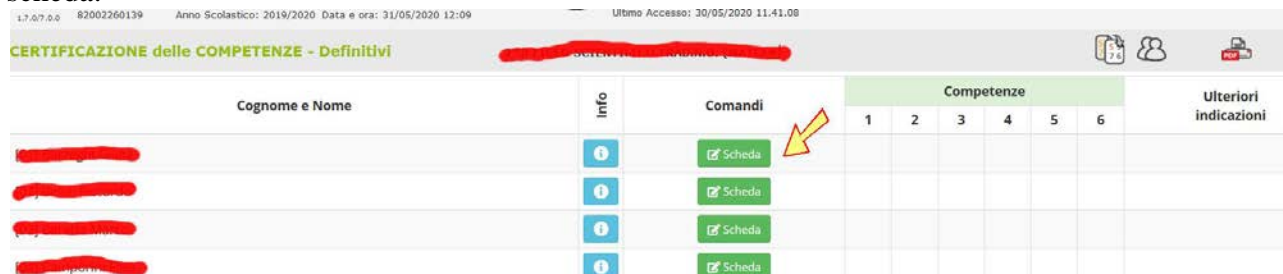 scheda.
1.7.0/7.0.0 82002260139 Anno Scolastico: 2019/2020 Data e ora: 31/05/2020 12:09 Ultimo Accesso: 30/05/2020 11.41.08
CERTIFICAZIONE delle COMPETENZE - Definitivi
PDF
Cognome e Nome Info Comandi Competenze Ulteriori indicazioni
1 2 3 4 5 6
Scheda
Scheda
Scheda
Scheda